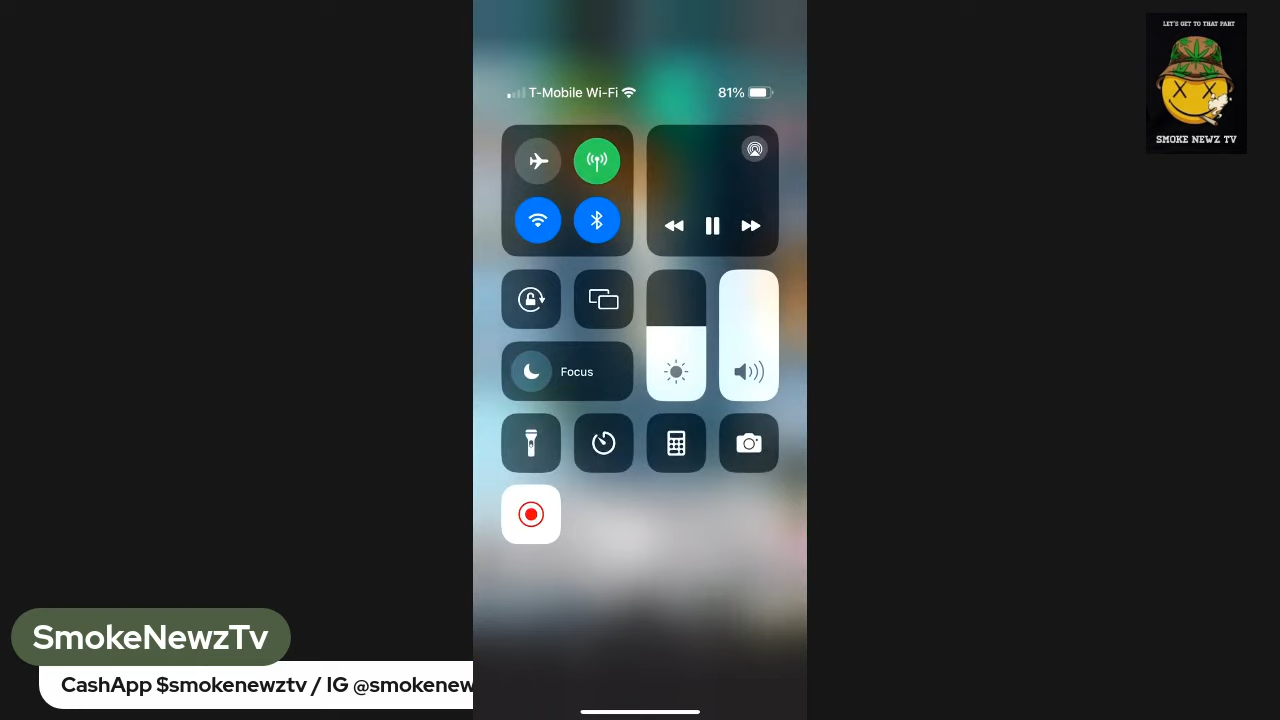 LET'S GET TO THAT PART
SMOKE NEWZ TV
T-Mobile Wi-Fi
81%
Focus
SmokeNewzTv
CashApp $smokenewztv / IG @smokenew